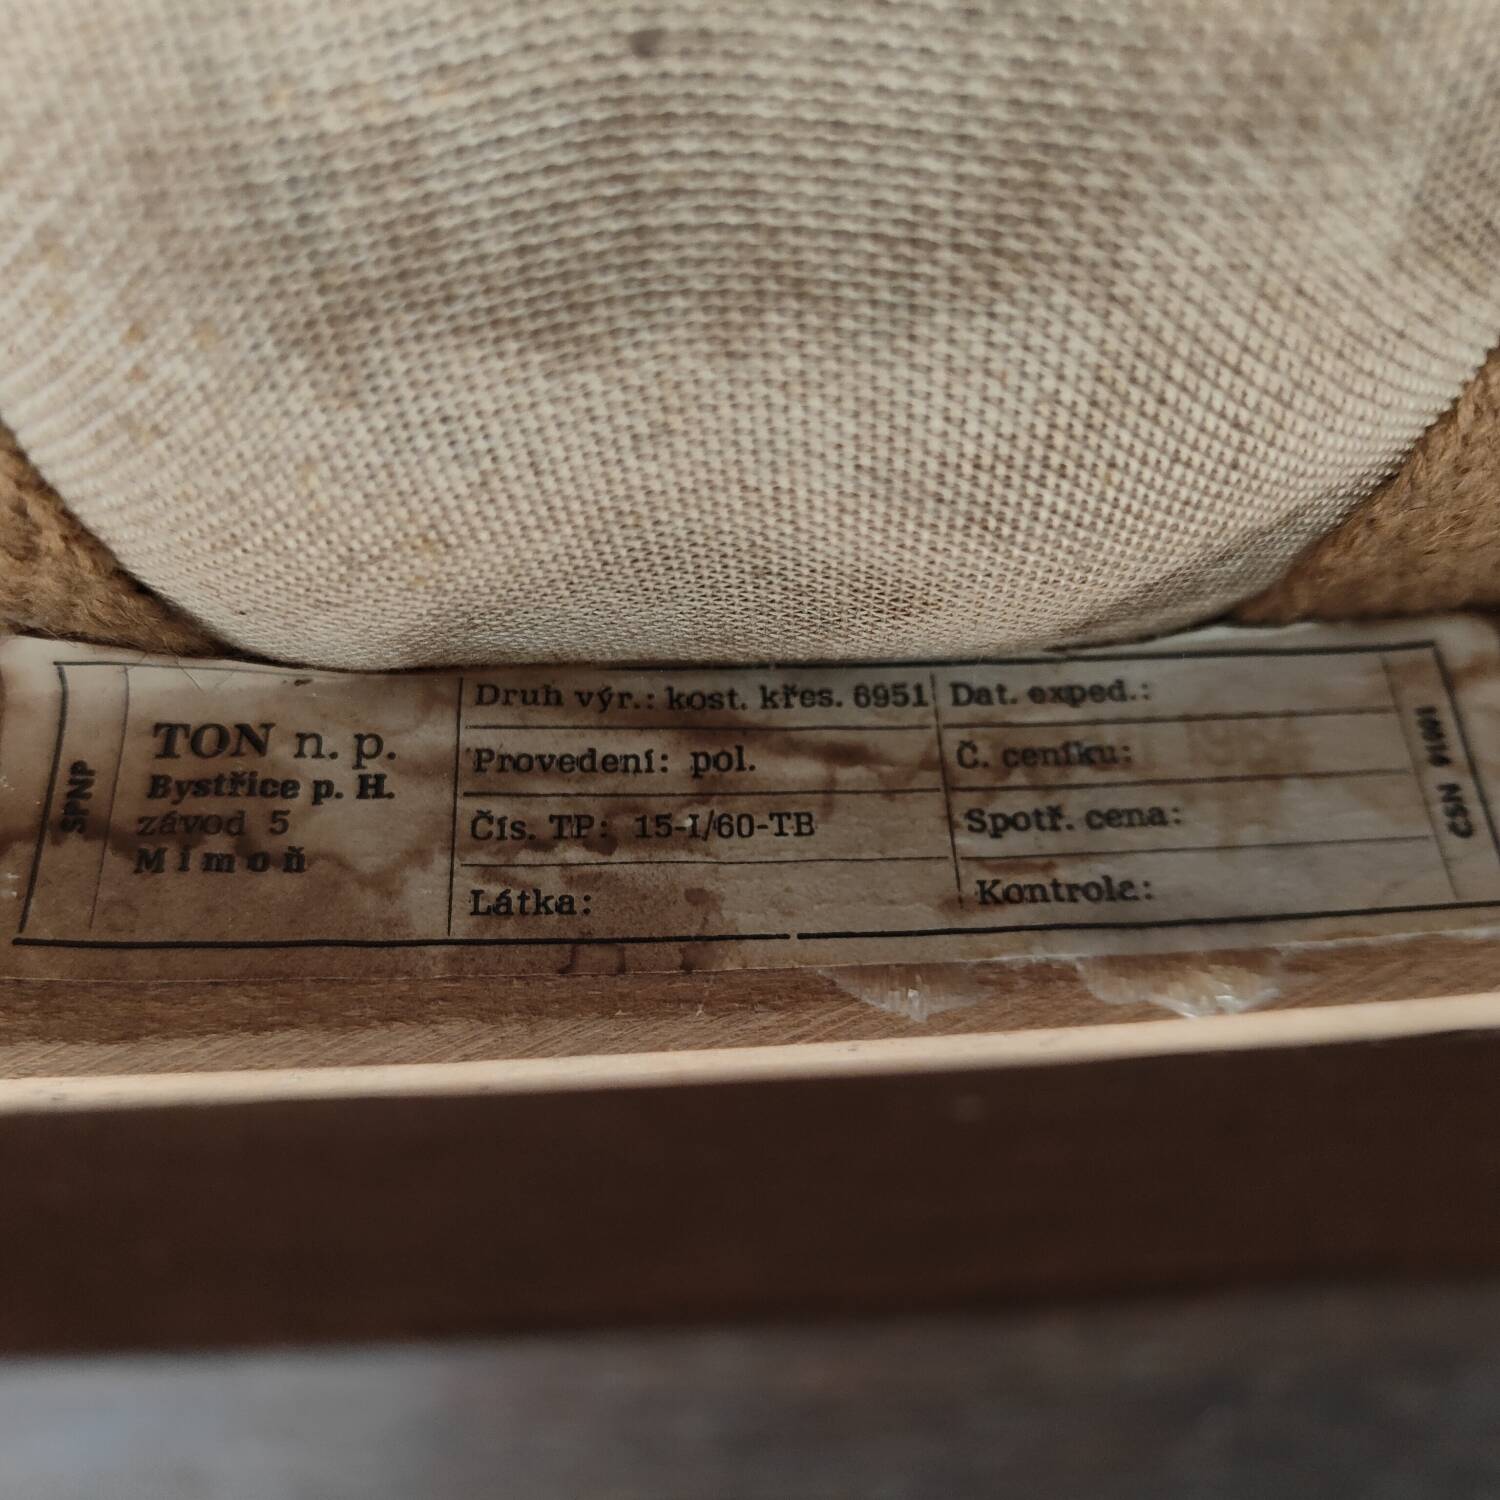 SPNP
TON n. p.
Bystřice p. H.
závod 5
Mimoň
Druh výr.: kost. křes. 6951
Provedení: pol.
Čís. TP: 15-I/60-TB
Látka:
Dat. exped.:
Č. ceníku:
Spotř. cena:
Kontrola:
ČSN 91001